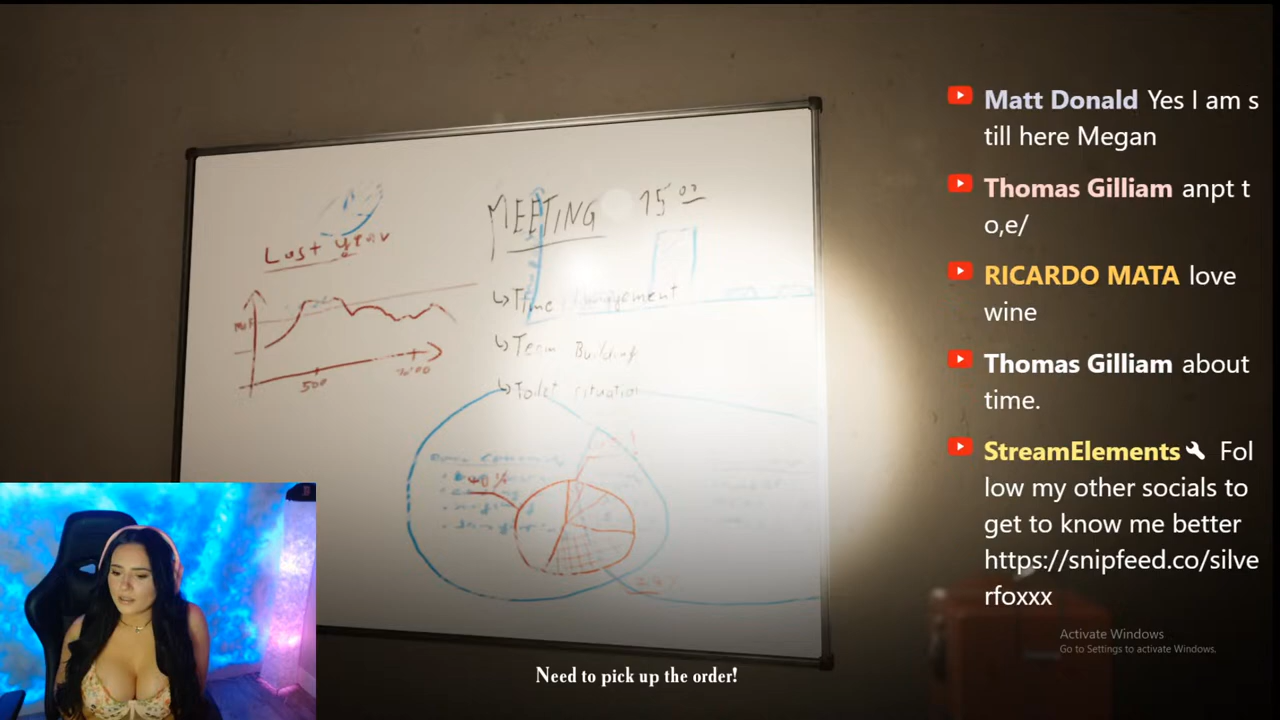 Last year
500
MEETING 15 00
Time Management
Team Building
Toilet situation
Need to pick up the order!
Matt Donald Yes I am s
till here Megan
Thomas Gilliam anpt t
o,e/
RICARDO MATA love
wine
Thomas Gilliam about
time.
StreamElements Fol
low my other socials to
get to know me better
https://snipfeed.co/silve
rfoxxx
Activate Windows
Go to Settings to activate Windows.